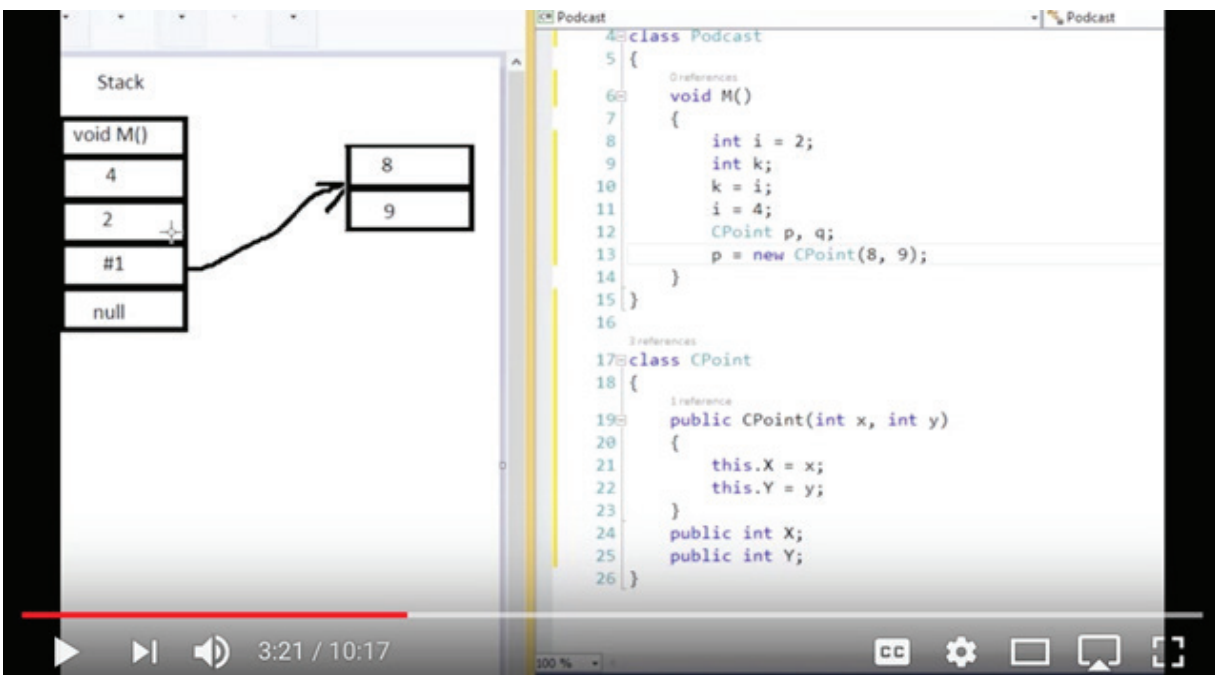 Stack
void M()
4
2
#1
null
8
9
Podcast
Podcast
4 class Podcast
5 {
0 references
6 void M()
7 {
8 int i = 2;
9 int k;
10 k = i;
11 i = 4;
12 CPoint p, q;
13 p = new CPoint(8, 9);
14 }
15 }
16
3 references
17 class CPoint
18 {
1 reference
19 public CPoint(int x, int y)
20 {
21 this.X = x;
22 this.Y = y;
23 }
24 public int X;
25 public int Y;
26 }
3:21 / 10:17
CC
100 %